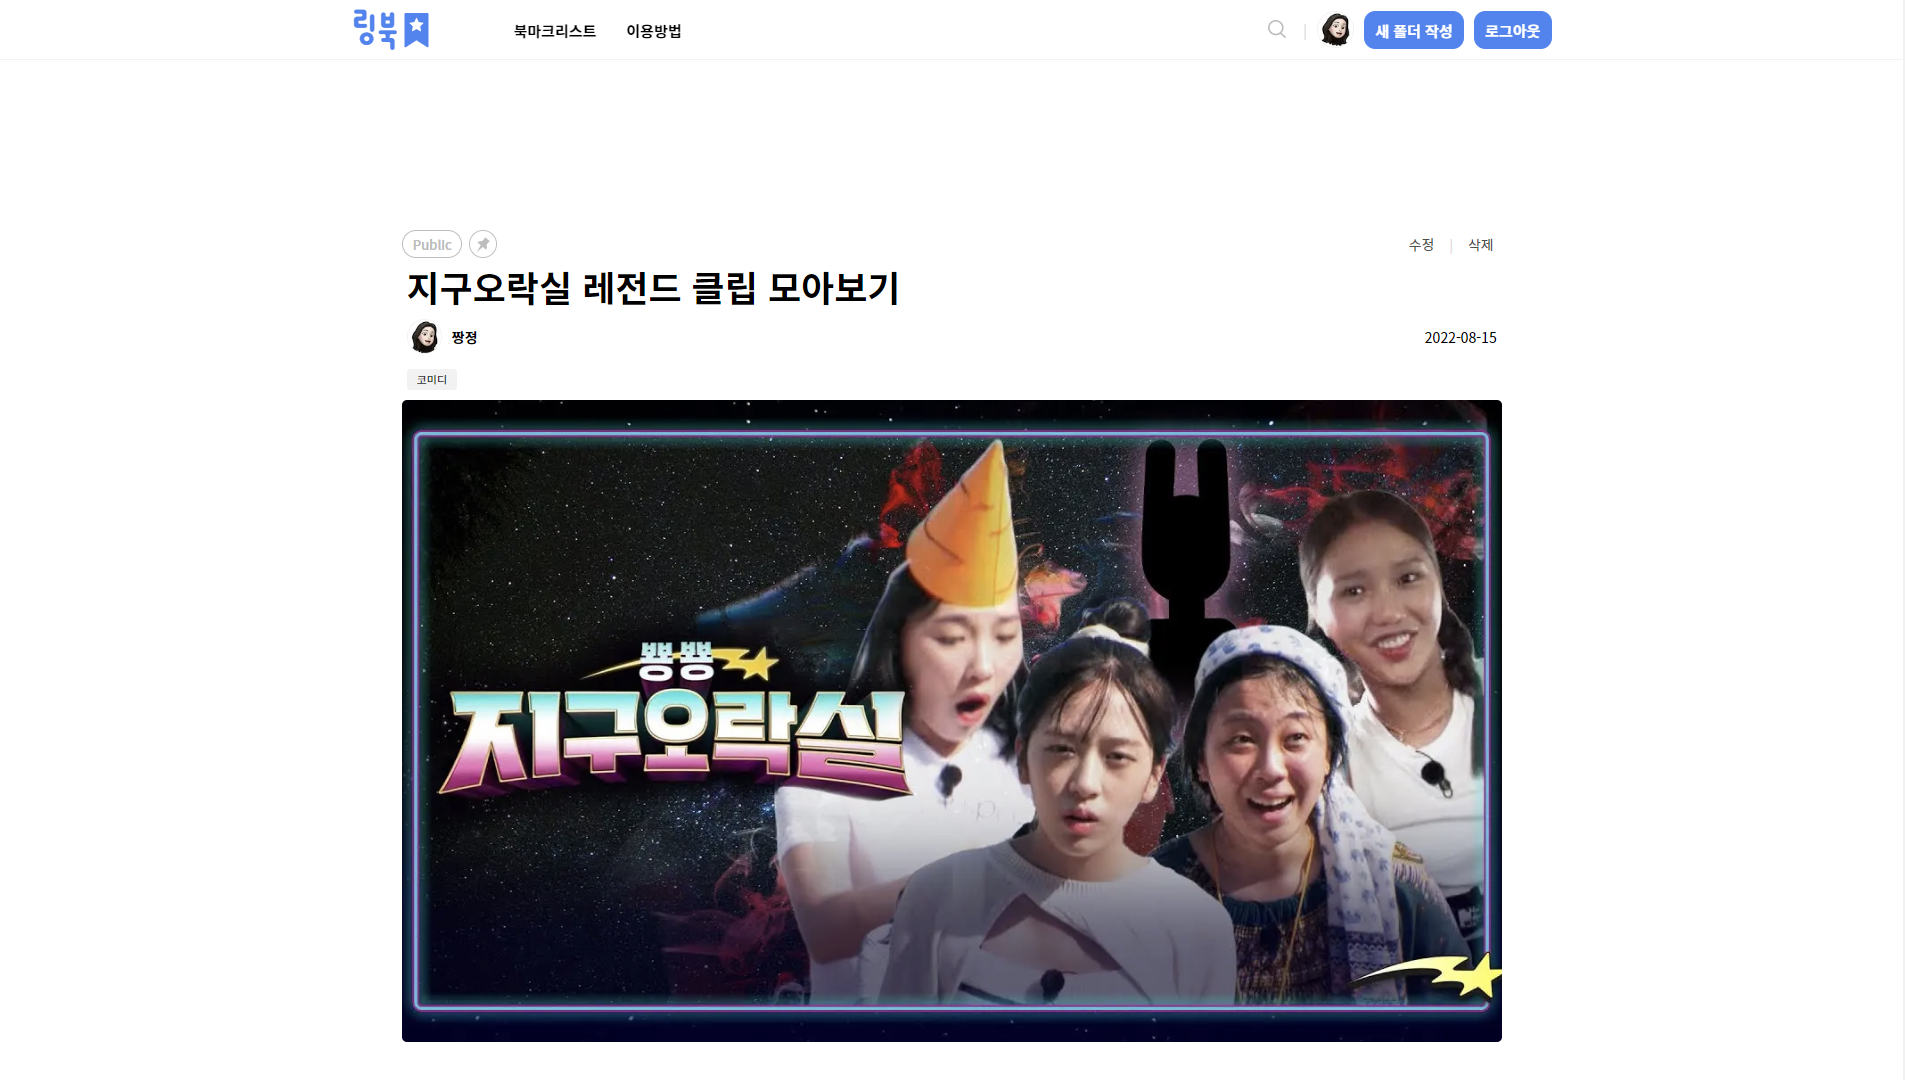 링북
북마크리스트 이용방법
새 폴더 작성 로그아웃
Public
수정 | 삭제
지구오락실 레전드 클립 모아보기
짱졍
2022-08-15
코미디
뿅뿅
지구오락실